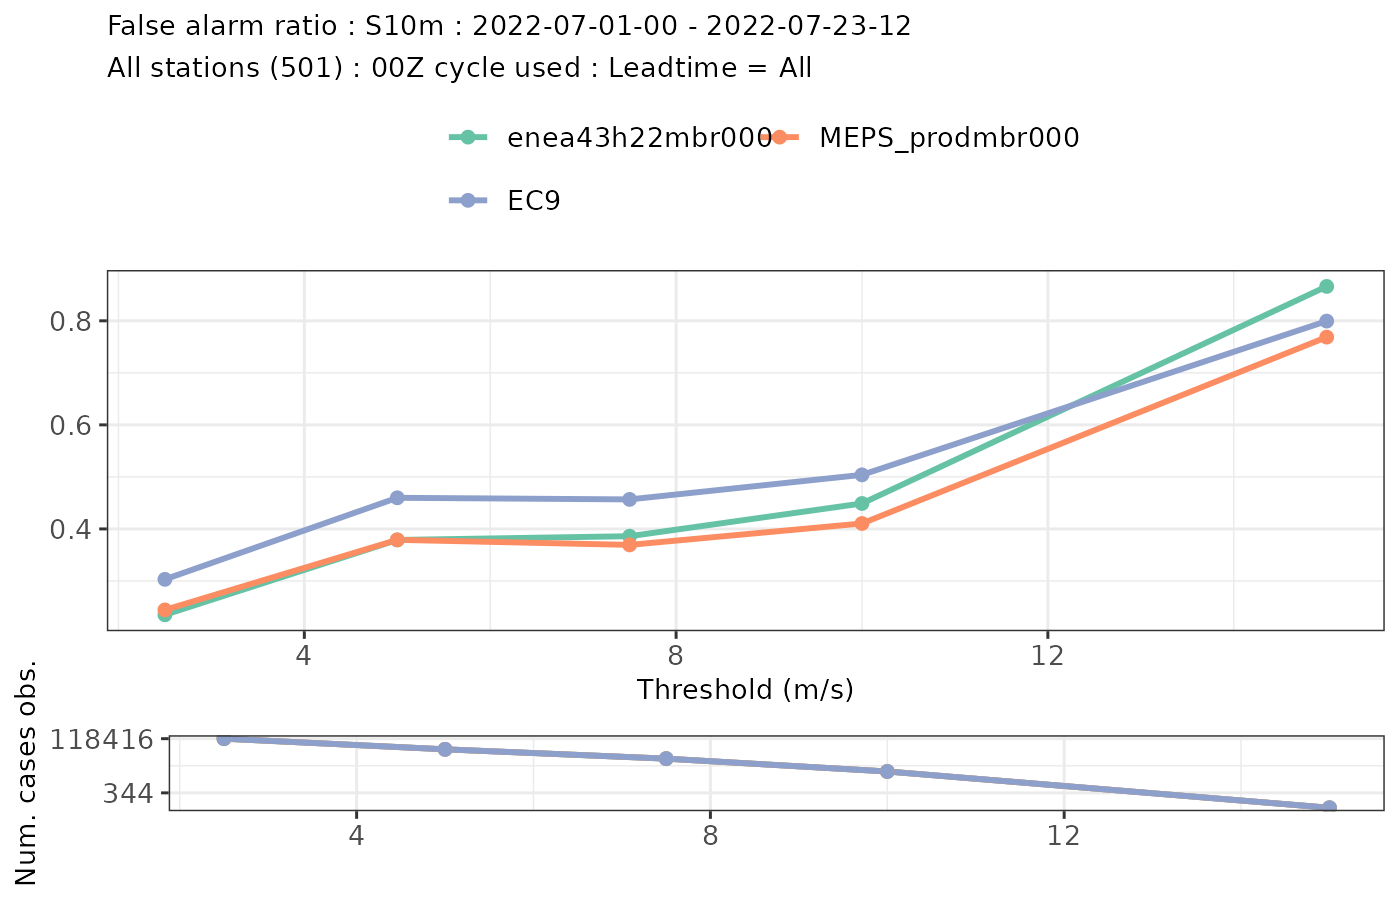 False alarm ratio : S10m : 2022-07-01-00 - 2022-07-23-12
All stations (501) : 00Z cycle used : Leadtime = All
enea43h22mbr000 MEPS_prodmbr000
EC9
0.8
0.6
0.4
4 8 12
Threshold (m/s)
Num. cases obs.
118416
344
4 8 12